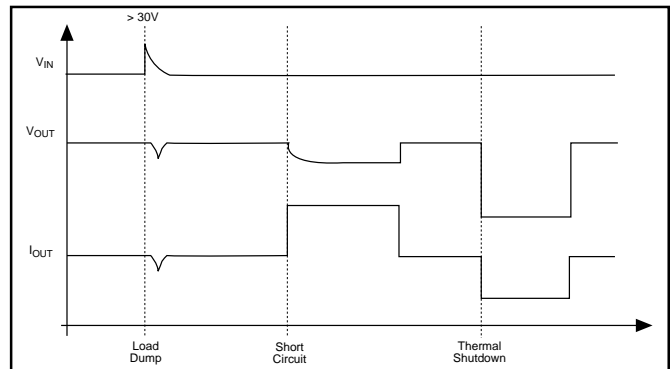 > 30V
VIN
VOUT
IOUT
Load
Dump
Short
Circuit
Thermal
Shutdown